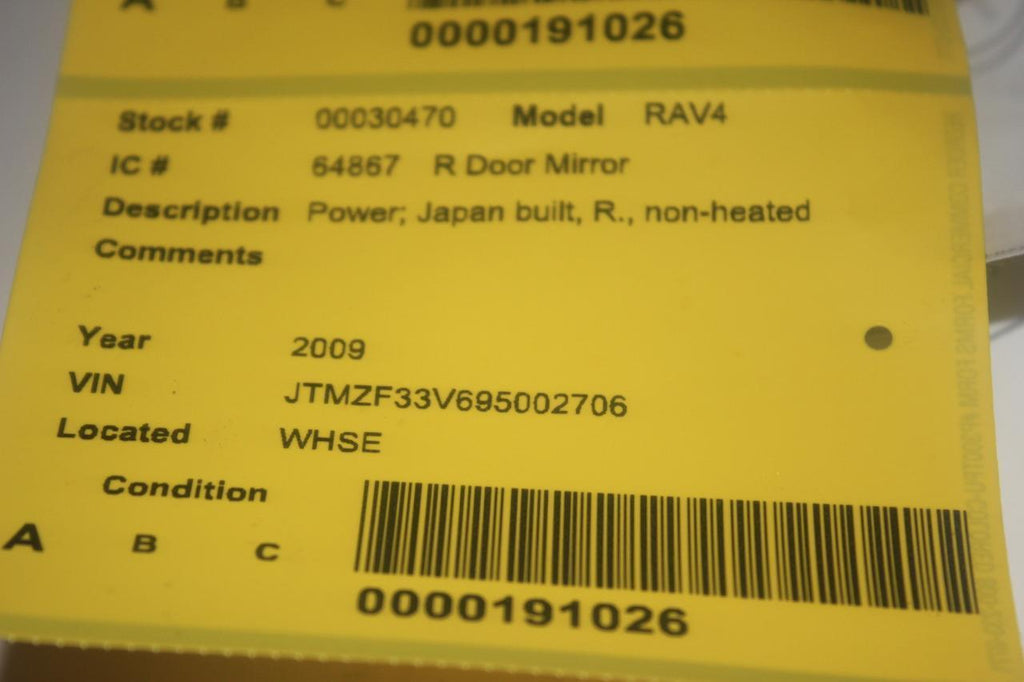 A B C
0000191026
Stock # 00030470 Model RAV4
IC # 64867 R Door Mirror
Description Power; Japan built, R., non-heated
Comments
Year 2009
VIN JTMZF33V695002706
Located WHSE
Condition
A B C
0000191026